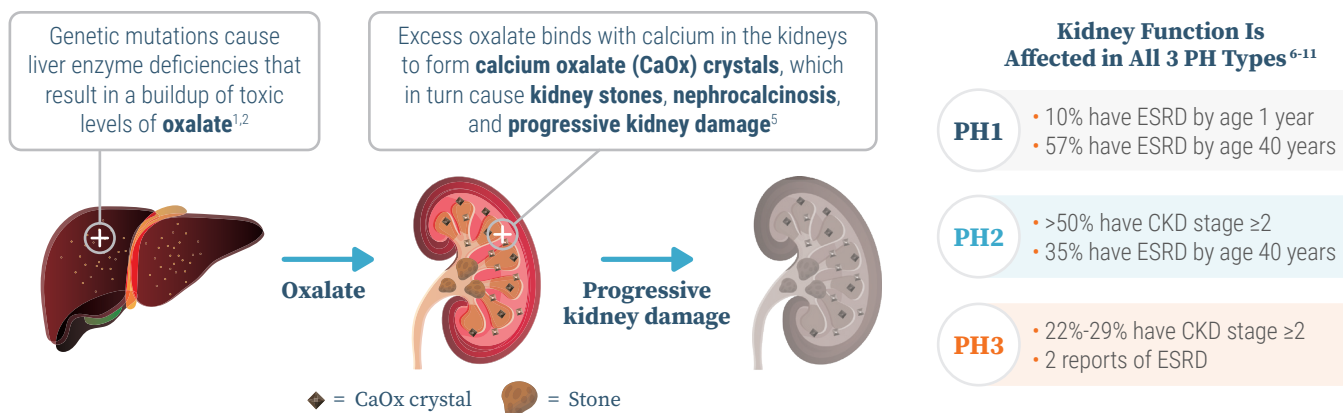 Genetic mutations cause
liver enzyme deficiencies that
result in a buildup of toxic
levels of oxalate1,2
Excess oxalate binds with calcium in the kidneys
to form calcium oxalate (CaOx) crystals, which
in turn cause kidney stones, nephrocalcinosis,
and progressive kidney damage5
Oxalate
Progressive
kidney damage
= CaOx crystal
= Stone
Kidney Function Is
Affected in All 3 PH Types 6-11
PH1
• 10% have ESRD by age 1 year
• 57% have ESRD by age 40 years
PH2
• >50% have CKD stage ≥2
• 35% have ESRD by age 40 years
PH3
• 22%-29% have CKD stage ≥2
• 2 reports of ESRD